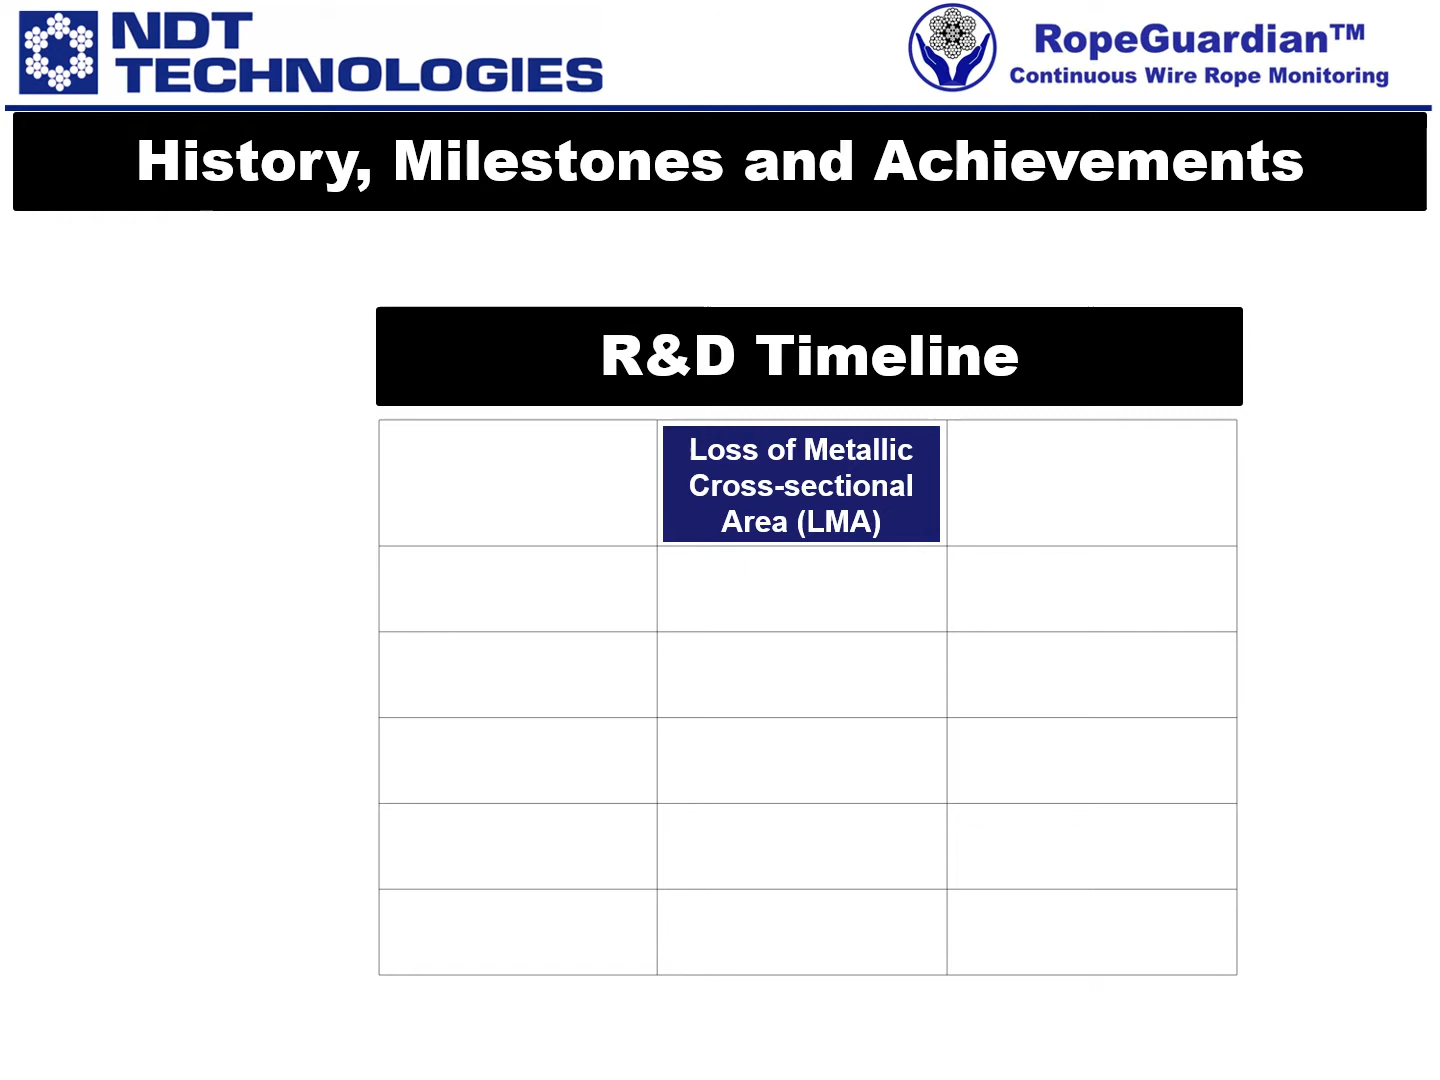 NDT
TECHNOLOGIES
RopeGuardian™
Continuous Wire Rope Monitoring
History, Milestones and Achievements
R&D Timeline
Loss of Metallic
Cross-sectional
Area (LMA)